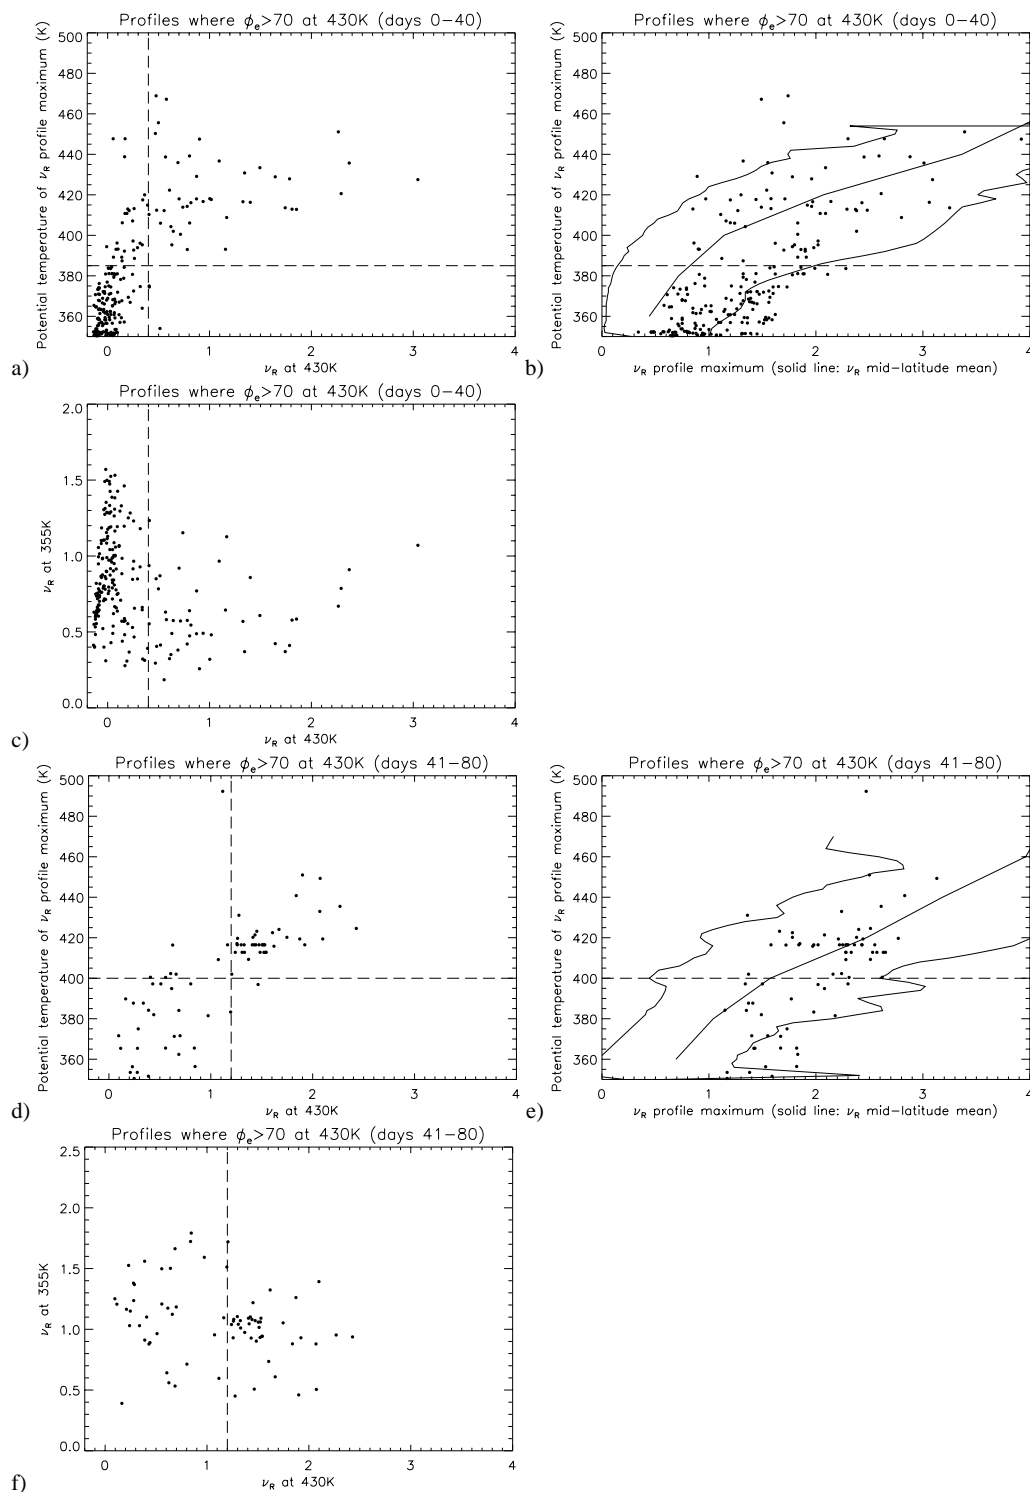 Profiles where ϕe>70 at 430K (days 0−40)
Potential temperature of νR profile maximum (K)
500
480
460
440
420
400
380
360
0 1 2 3 4
νR at 430K
a)
Profiles where ϕe>70 at 430K (days 0−40)
Potential temperature of νR profile maximum (K)
500
480
460
440
420
400
380
360
0 1 2 3 4
νR profile maximum (solid line: νR mid−latitude mean)
b)
Profiles where ϕe>70 at 430K (days 0−40)
νR at 355K
2.0
1.5
1.0
0.5
0.0
0 1 2 3 4
νR at 430K
c)
Profiles where ϕe>70 at 430K (days 41−80)
Potential temperature of νR profile maximum (K)
500
480
460
440
420
400
380
360
0 1 2 3 4
νR at 430K
d)
Profiles where ϕe>70 at 430K (days 41−80)
Potential temperature of νR profile maximum (K)
500
480
460
440
420
400
380
360
0 1 2 3 4
νR profile maximum (solid line: νR mid−latitude mean)
e)
Profiles where ϕe>70 at 430K (days 41−80)
νR at 355K
2.5
2.0
1.5
1.0
0.5
0.0
0 1 2 3 4
νR at 430K
f)